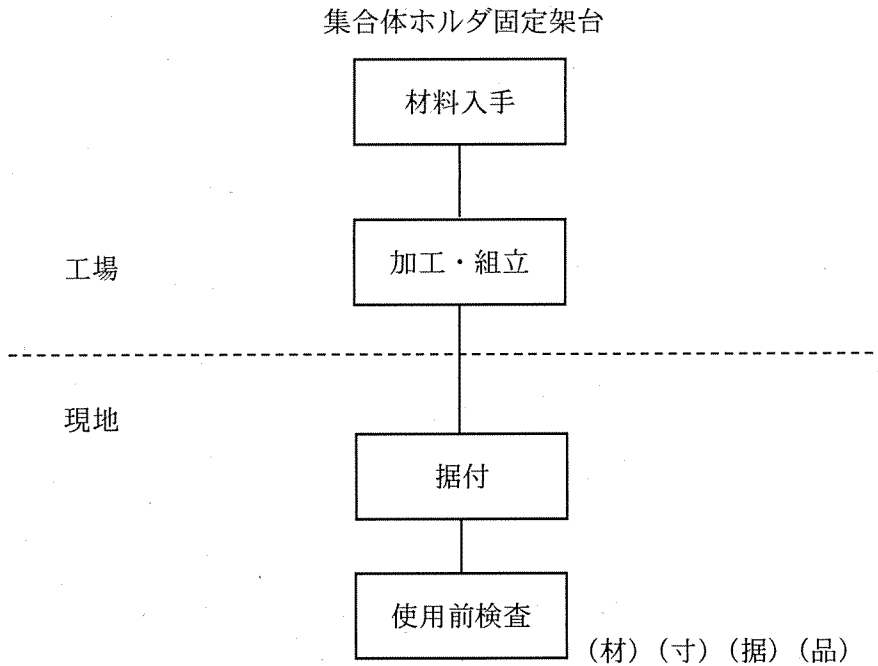 集合体ホルダ固定架台
材料入手
工場
加工・組立
現地
据付
使用前検査
(材)(寸)(据)(品)